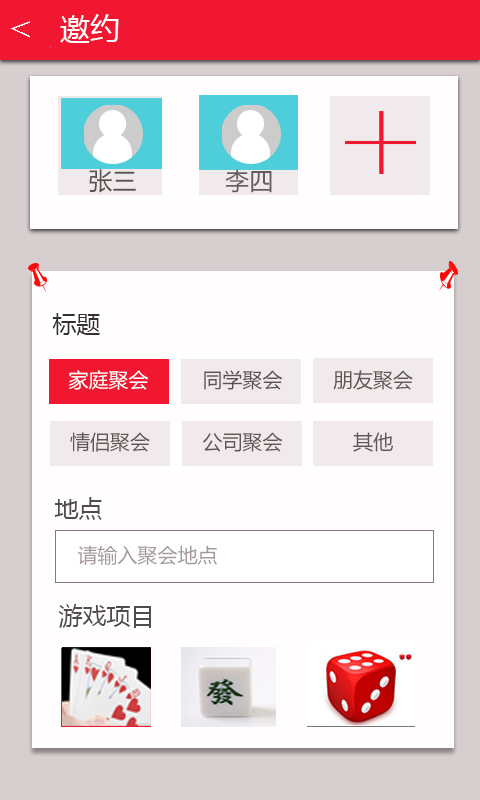 < 邀约
张三 李四
标题
家庭聚会 同学聚会 朋友聚会
情侣聚会 公司聚会 其他
地点
请输入聚会地点
游戏项目
發